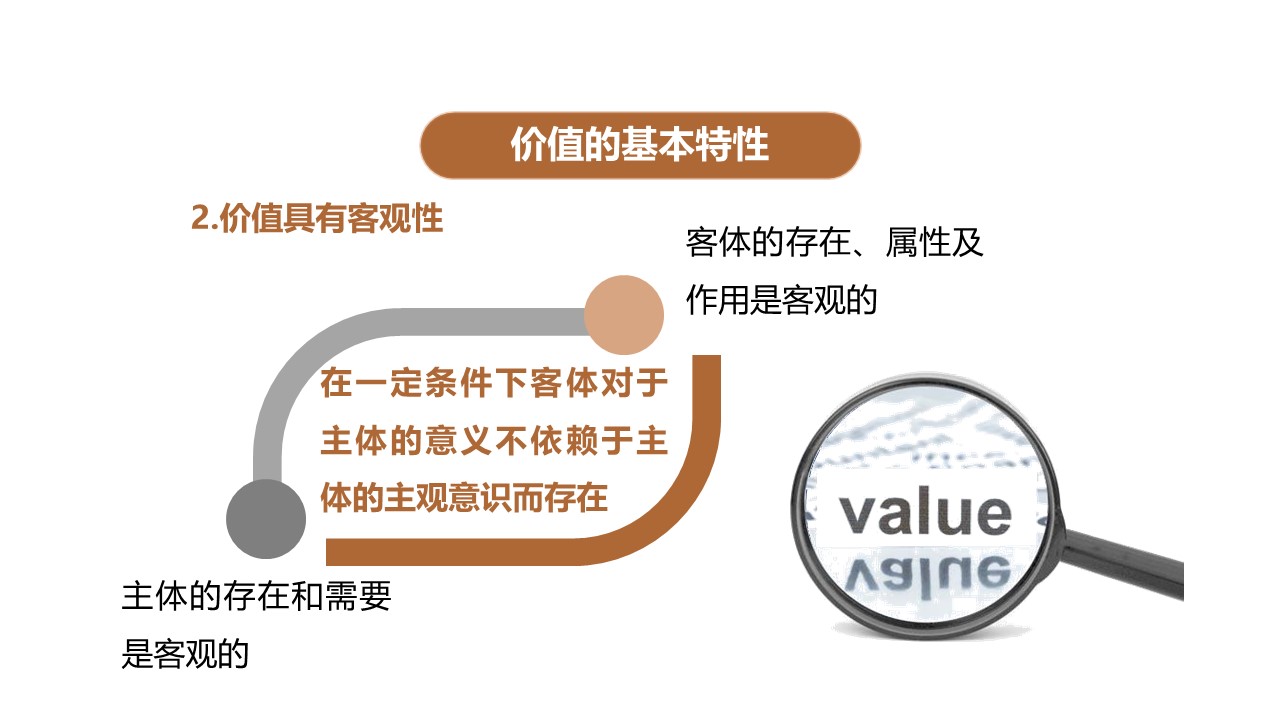 价值的基本特性
2.价值具有客观性
客体的存在、属性及
作用是客观的
在一定条件下客体对于
主体的意义不依赖于主
体的主观意识而存在
value
value
主体的存在和需要
是客观的